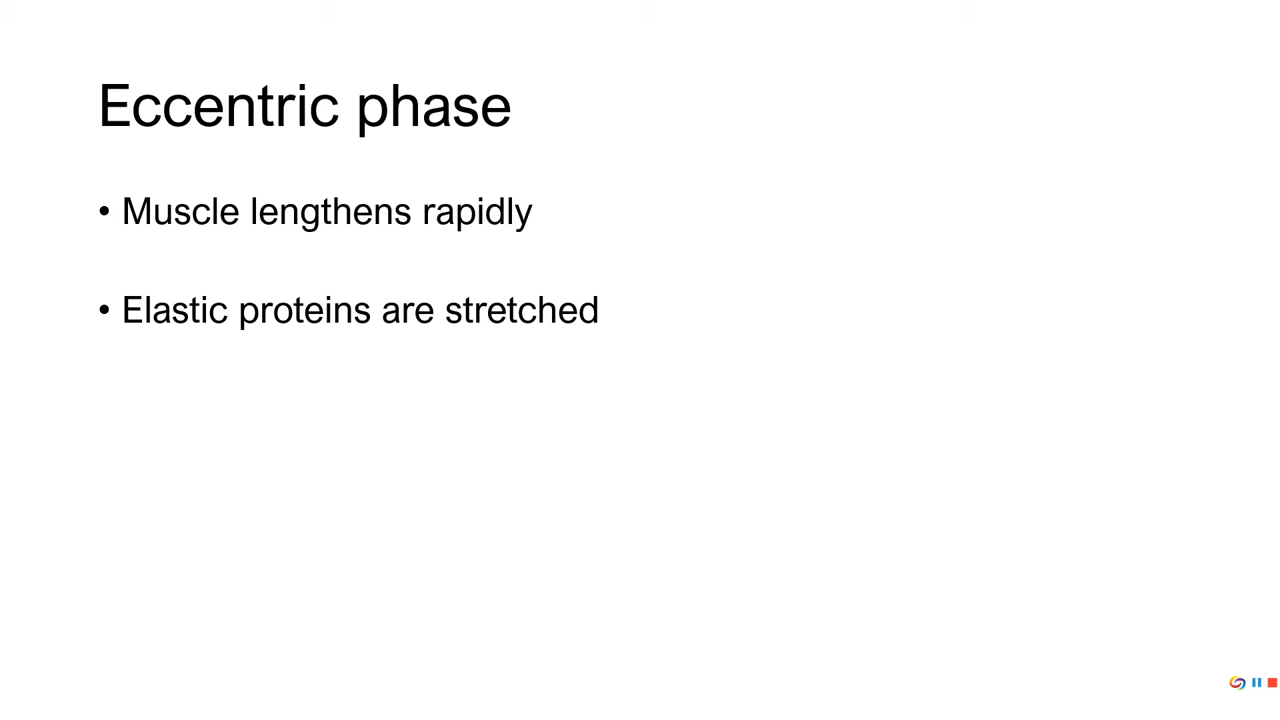 Eccentric phase
• Muscle lengthens rapidly
• Elastic proteins are stretched